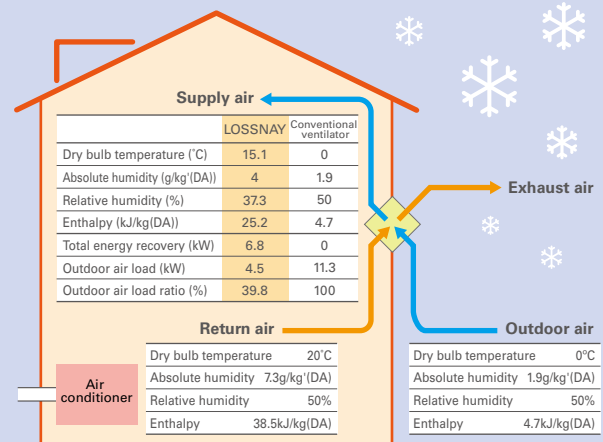 Supply air
LOSSNAY Conventional ventilator
Dry bulb temperature (˚C) 15.1 0
Absolute humidity (g/kg'(DA)) 4 1.9
Relative humidity (%) 37.3 50
Enthalpy (kJ/kg(DA)) 25.2 4.7
Total energy recovery (kW) 6.8 0
Outdoor air load (kW) 4.5 11.3
Outdoor air load ratio (%) 39.8 100
Exhaust air
Return air
Dry bulb temperature 20˚C
Absolute humidity 7.3g/kg'(DA)
Relative humidity 50%
Enthalpy 38.5kJ/kg(DA)
Outdoor air
Dry bulb temperature 0ºC
Absolute humidity 1.9g/kg'(DA)
Relative humidity 50%
Enthalpy 4.7kJ/kg(DA)
Air
conditioner